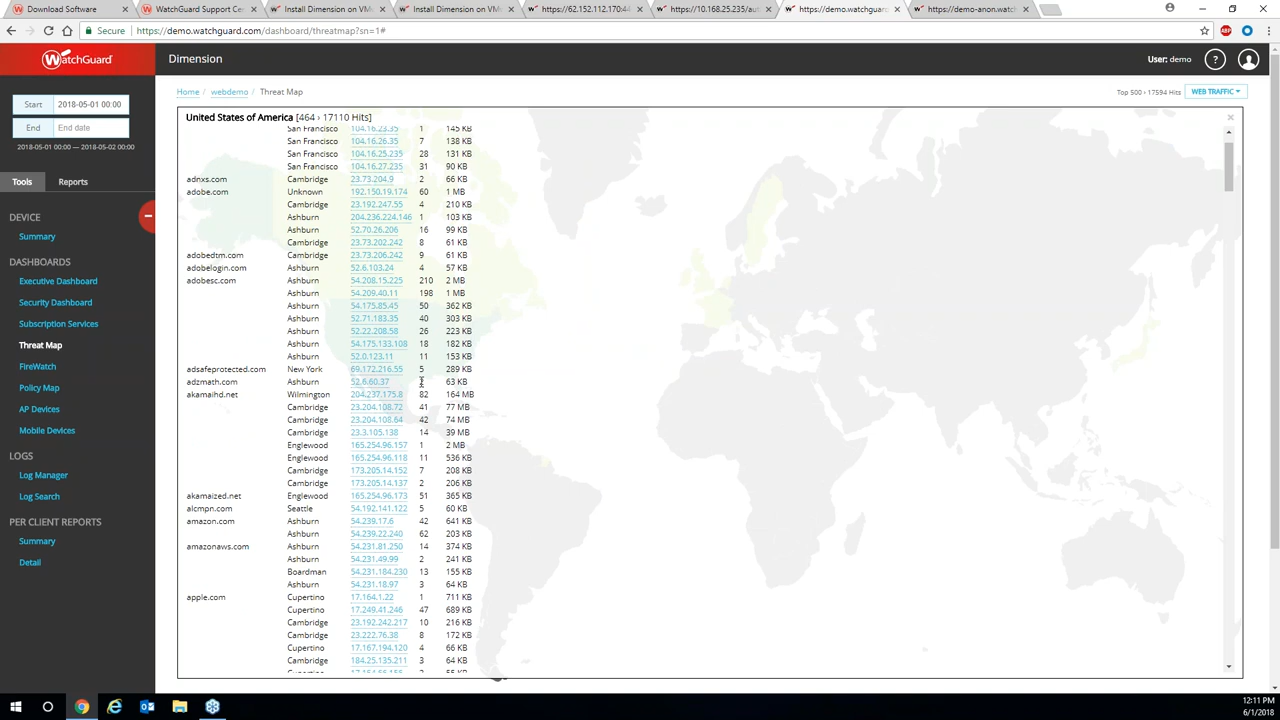 Download Software
WatchGuard Support Ce
Install Dimension on VM
Install Dimension on VM
https://62.152.112.170:44
https://10.168.25.235/aut
https://demo.watchguar
https://demo-anon.watc
Secure https://demo.watchguard.com/dashboard/threatmap?sn=1#
WatchGuard
Dimension
User: demo
Start 2018-05-01 00:00
End End date
2018-05-01 00:00 — 2018-05-02 00:00
Tools Reports
DEVICE
Summary
DASHBOARDS
Executive Dashboard
Security Dashboard
Subscription Services
Threat Map
FireWatch
Policy Map
AP Devices
Mobile Devices
LOGS
Log Manager
Log Search
PER CLIENT REPORTS
Summary
Detail
Home / webdemo / Threat Map
Top 500 › 17594 Hits WEB TRAFFIC
United States of America [464 › 17110 Hits]
San Francisco 104.16.23.35 1 145 KB
San Francisco 104.16.26.35 7 138 KB
San Francisco 104.16.25.235 28 131 KB
San Francisco 104.16.27.235 31 90 KB
adnxs.com Cambridge 23.73.204.9 2 66 KB
adobe.com Unknown 192.150.19.174 60 1 MB
Cambridge 23.192.247.55 4 210 KB
Ashburn 204.236.224.146 1 103 KB
Ashburn 52.70.26.206 16 99 KB
Cambridge 23.73.202.242 8 61 KB
adobedtm.com Cambridge 23.73.206.242 9 61 KB
adobelogin.com Ashburn 52.6.103.24 4 57 KB
adobesc.com Ashburn 54.208.15.225 210 2 MB
Ashburn 54.209.40.11 198 1 MB
Ashburn 54.175.85.45 50 362 KB
Ashburn 52.71.183.35 40 303 KB
Ashburn 52.22.208.58 26 223 KB
Ashburn 54.175.133.108 18 182 KB
Ashburn 52.0.123.11 11 153 KB
adsafeprotected.com New York 69.172.216.55 5 289 KB
adzmath.com Ashburn 52.6.60.37 63 KB
akamaihd.net Wilmington 204.237.175.8 82 164 MB
Cambridge 23.204.108.72 41 77 MB
Cambridge 23.204.108.64 42 74 MB
Cambridge 23.3.105.138 14 39 MB
Englewood 165.254.96.157 1 2 MB
Englewood 165.254.96.118 11 536 KB
Cambridge 173.205.14.152 7 208 KB
Cambridge 173.205.14.137 2 206 KB
akamaized.net Englewood 165.254.96.173 51 365 KB
alcmpn.com Seattle 54.192.141.122 5 60 KB
amazon.com Ashburn 54.239.17.6 42 641 KB
Ashburn 54.239.22.240 62 203 KB
amazonaws.com Ashburn 54.231.81.250 14 374 KB
Ashburn 54.231.49.99 2 241 KB
Boardman 54.231.184.230 13 155 KB
Ashburn 54.231.18.97 3 64 KB
apple.com Cupertino 17.164.1.22 1 711 KB
Cupertino 17.249.41.246 47 689 KB
Cambridge 23.192.242.217 10 216 KB
Cambridge 23.222.76.38 8 172 KB
Cupertino 17.167.194.120 4 66 KB
Cambridge 184.25.135.211 3 64 KB
12:11 PM
6/1/2018